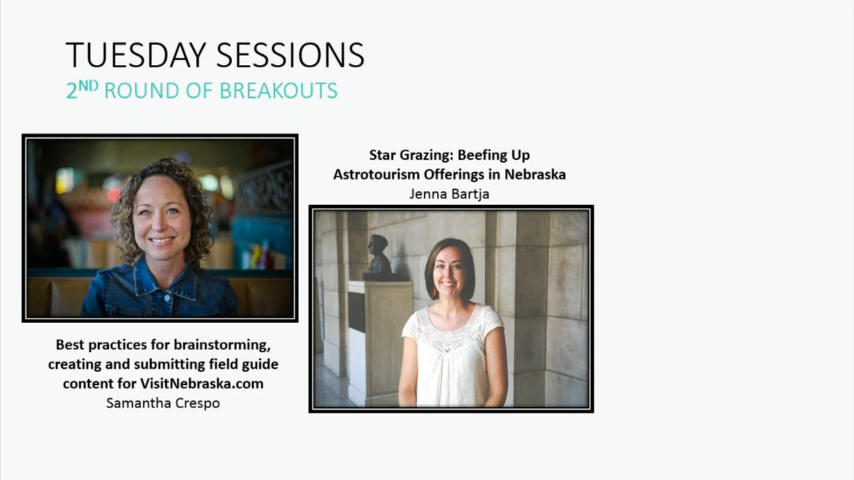 TUESDAY SESSIONS
2ND ROUND OF BREAKOUTS
Star Grazing: Beefing Up
Astrotourism Offerings in Nebraska
Jenna Bartja
Best practices for brainstorming,
creating and submitting field guide
content for VisitNebraska.com
Samantha Crespo